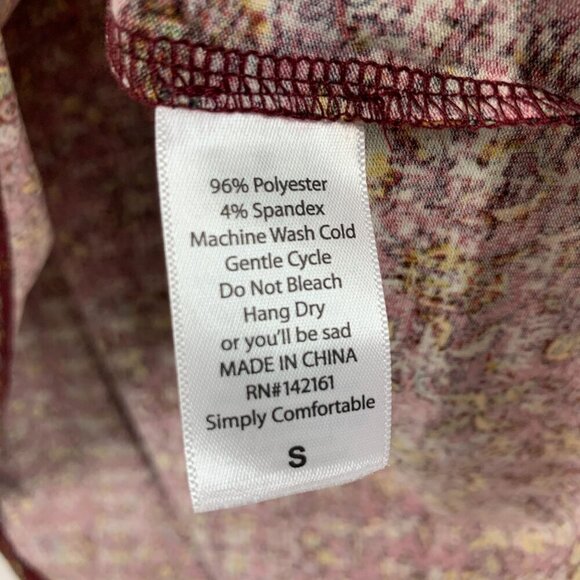 96% Polyester
4% Spandex
Machine Wash Cold
Gentle Cycle
Do Not Bleach
Hang Dry
or you'll be sad
MADE IN CHINA
RN#142161
Simply Comfortable
S